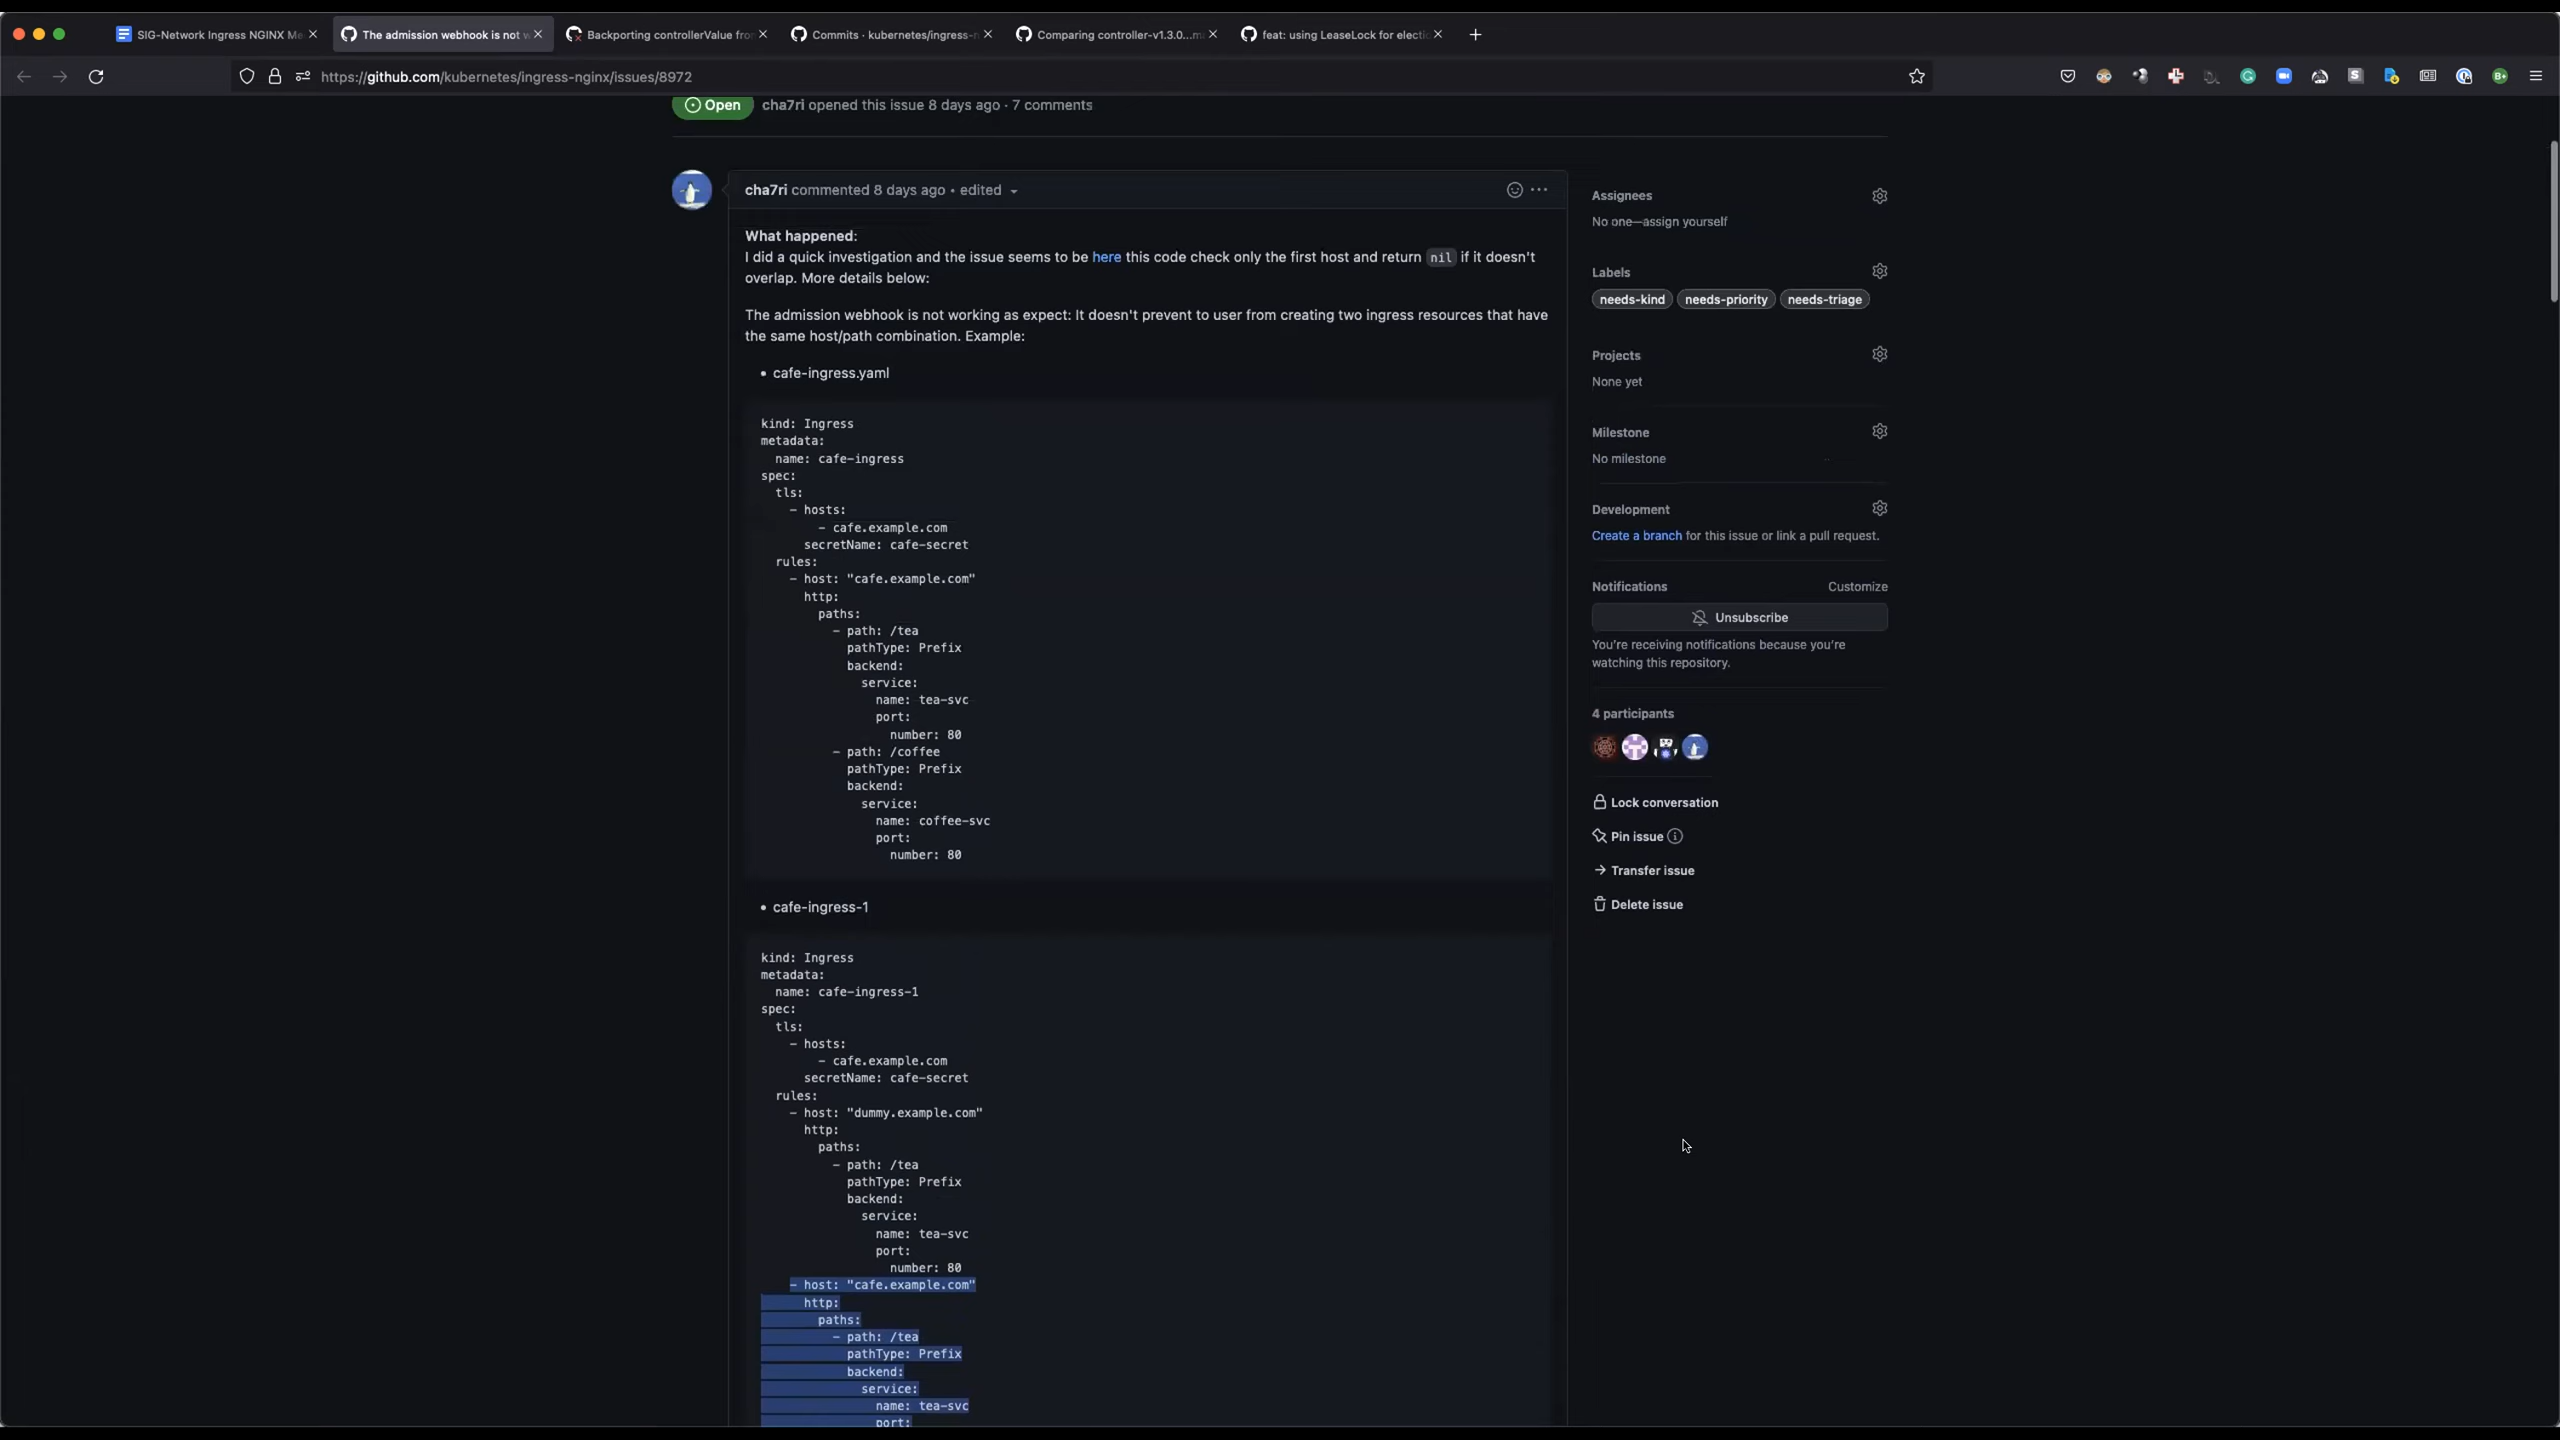 SIG-Network Ingress NGINX Me
The admission webhook is not w
Backporting controllerValue fro
Commits · kubernetes/ingress-n
Comparing controller-v1.3.0...m
feat: using LeaseLock for electi
https://github.com/kubernetes/ingress-nginx/issues/8972
Open
cha7ri opened this issue 8 days ago · 7 comments
cha7ri commented 8 days ago • edited
What happened:
I did a quick investigation and the issue seems to be here this code check only the first host and return nil if it doesn't
overlap. More details below:
The admission webhook is not working as expect: It doesn't prevent to user from creating two ingress resources that have
the same host/path combination. Example:
• cafe-ingress.yaml
kind: Ingress
metadata:
  name: cafe-ingress
spec:
  tls:
    - hosts:
        - cafe.example.com
      secretName: cafe-secret
  rules:
    - host: "cafe.example.com"
      http:
        paths:
          - path: /tea
            pathType: Prefix
            backend:
              service:
                name: tea-svc
                port:
                  number: 80
          - path: /coffee
            pathType: Prefix
            backend:
              service:
                name: coffee-svc
                port:
                  number: 80
• cafe-ingress-1
kind: Ingress
metadata:
  name: cafe-ingress-1
spec:
  tls:
    - hosts:
        - cafe.example.com
      secretName: cafe-secret
  rules:
    - host: "dummy.example.com"
      http:
        paths:
          - path: /tea
            pathType: Prefix
            backend:
              service:
                name: tea-svc
                port:
                  number: 80
    - host: "cafe.example.com"
      http:
        paths:
          - path: /tea
            pathType: Prefix
            backend:
              service:
                name: tea-svc
                port:
Assignees
No one—assign yourself
Labels
needs-kind needs-priority needs-triage
Projects
None yet
Milestone
No milestone
Development
Create a branch for this issue or link a pull request.
Notifications Customize
Unsubscribe
You're receiving notifications because you're
watching this repository.
4 participants
Lock conversation
Pin issue
Transfer issue
Delete issue